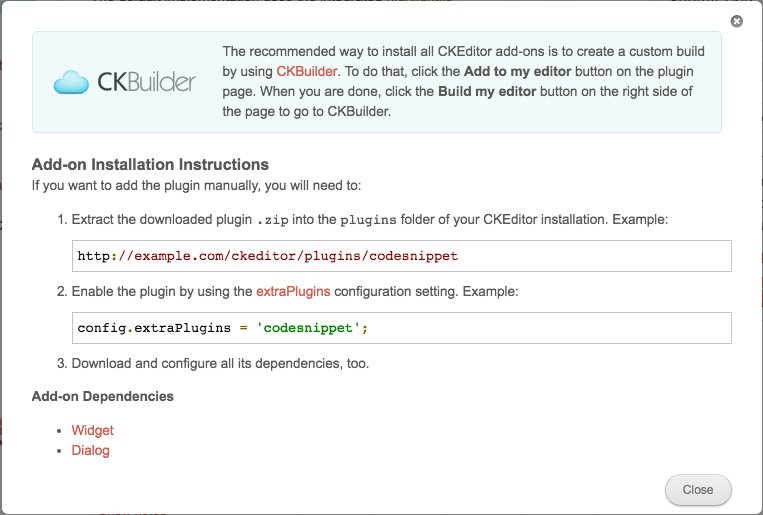 The recommended way to install all CKEditor add-ons is to create a custom build
by using CKBuilder. To do that, click the Add to my editor button on the plugin
page. When you are done, click the Build my editor button on the right side of
the page to go to CKBuilder.
CKBuilder
Add-on Installation Instructions
If you want to add the plugin manually, you will need to:
1. Extract the downloaded plugin .zip into the plugins folder of your CKEditor installation. Example:
http://example.com/ckeditor/plugins/codesnippet
2. Enable the plugin by using the extraPlugins configuration setting. Example:
config.extraPlugins = 'codesnippet';
3. Download and configure all its dependencies, too.
Add-on Dependencies
• Widget
• Dialog
Close